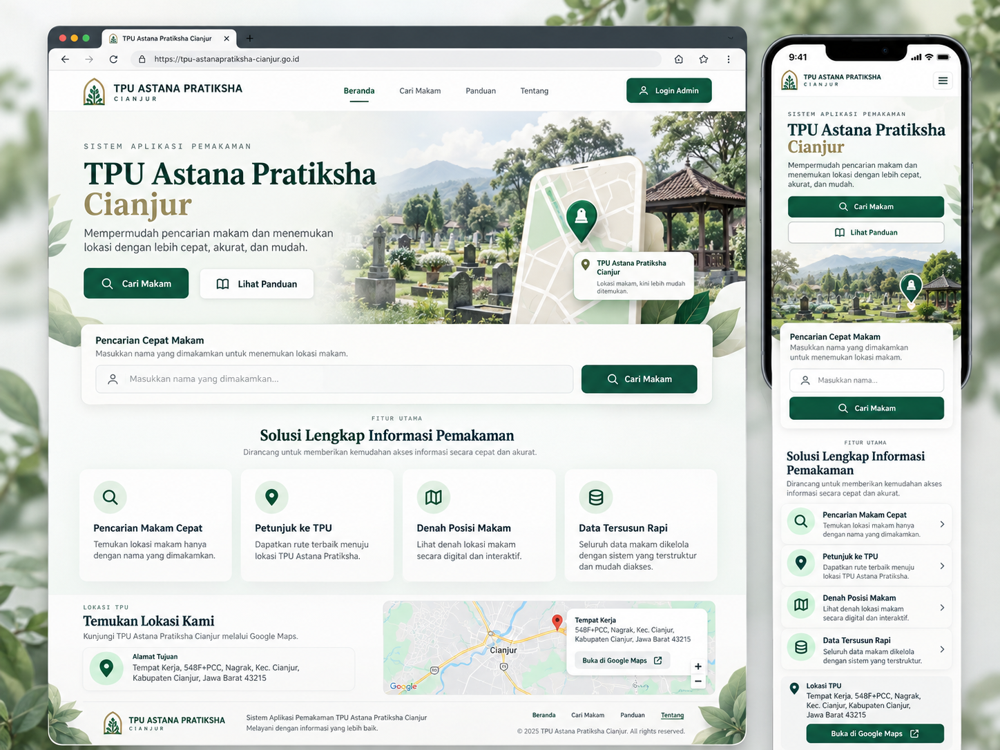 TPU Astana Pratiksha Cianjur
https://tpu-astanapratiksha-cianjur.go.id
TPU ASTANA PRATIKSHA
CIANJUR
Beranda
Cari Makam
Panduan
Tentang
Login Admin
SISTEM APLIKASI PEMAKAMAN
TPU Astana Pratiksha
Cianjur
Mempermudah pencarian makam dan menemukan
lokasi dengan lebih cepat, akurat, dan mudah.
Cari Makam
Lihat Panduan
TPU Astana Pratiksha
Cianjur
Lokasi makam, kini lebih mudah
ditemukan.
Pencarian Cepat Makam
Masukkan nama yang dimakamkan untuk menemukan lokasi makam.
Masukkan nama yang dimakamkan...
Cari Makam
FITUR UTAMA
Solusi Lengkap Informasi Pemakaman
Dirancang untuk memberikan kemudahan akses informasi secara cepat dan akurat.
Pencarian Makam Cepat
Temukan lokasi makam hanya
dengan nama yang dimakamkan.
Petunjuk ke TPU
Dapatkan rute terbaik menuju
lokasi TPU Astana Pratiksha.
Denah Posisi Makam
Lihat denah lokasi makam
secara digital dan interaktif.
Data Tersusun Rapi
Seluruh data makam dikelola
dengan sistem yang terstruktur
dan mudah diakses.
LOKASI TPU
Temukan Lokasi Kami
Kunjungi TPU Astana Pratiksha Cianjur melalui Google Maps.
Alamat Tujuan
Tempat Kerja, 548F+PCC, Nagrak, Kec. Cianjur,
Kabupaten Cianjur, Jawa Barat 43215
Cianjur
Google
Tempat Kerja
548F+PCC, Nagrak, Kec. Cianjur,
Kabupaten Cianjur, Jawa Barat 43215
Buka di Google Maps
+
−
TPU ASTANA PRATIKSHA
CIANJUR
Sistem Aplikasi Pemakaman TPU Astana Pratiksha Cianjur
Melayani dengan informasi yang lebih baik.
Beranda
Cari Makam
Panduan
Tentang
© 2025 TPU Astana Pratiksha Cianjur. All rights reserved.
9:41
TPU ASTANA PRATIKSHA
CIANJUR
SISTEM APLIKASI PEMAKAMAN
TPU Astana Pratiksha
Cianjur
Mempermudah pencarian makam dan
menemukan lokasi dengan lebih cepat,
akurat, dan mudah.
Cari Makam
Lihat Panduan
Pencarian Cepat Makam
Masukkan nama yang dimakamkan
untuk menemukan lokasi makam.
Masukkan nama...
Cari Makam
FITUR UTAMA
Solusi Lengkap Informasi
Pemakaman
Dirancang untuk memberikan kemudahan akses
informasi secara cepat dan akurat.
Pencarian Makam Cepat
Temukan lokasi makam hanya
dengan nama yang dimakamkan.
Petunjuk ke TPU
Dapatkan rute terbaik menuju
lokasi TPU Astana Pratiksha.
Denah Posisi Makam
Lihat denah lokasi makam
secara digital dan interaktif.
Data Tersusun Rapi
Seluruh data makam dikelola
dengan sistem yang terstruktur.
Lokasi TPU
Tempat Kerja, 548F+PCC, Nagrak,
Kec. Cianjur, Kabupaten Cianjur,
Jawa Barat 43215
Buka di Google Maps